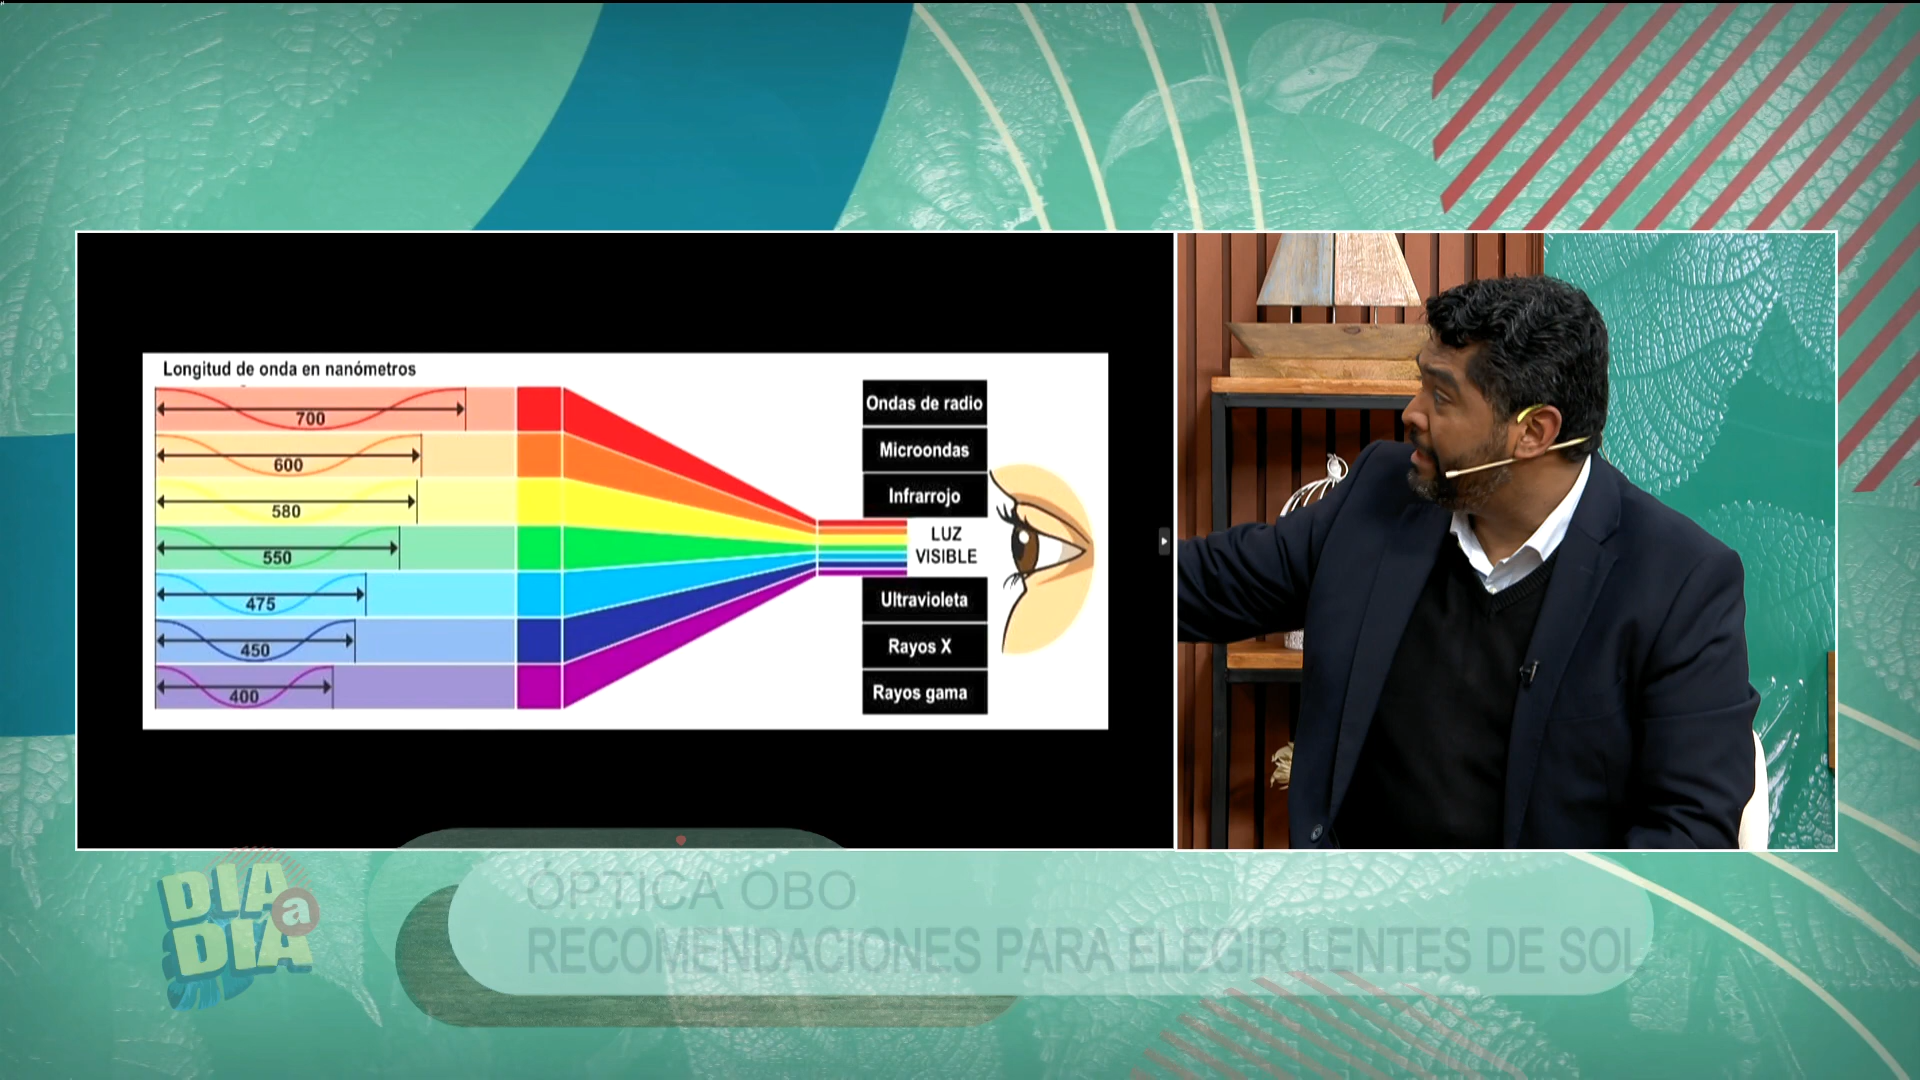 Longitud de onda en nanómetros
700
600
580
550
475
450
400
Ondas de radio
Microondas
Infrarrojo
LUZ
VISIBLE
Ultravioleta
Rayos X
Rayos gama
DIA a
DIA
ÓPTICA OBO
RECOMENDACIONES PARA ELEGIR LENTES DE SOL